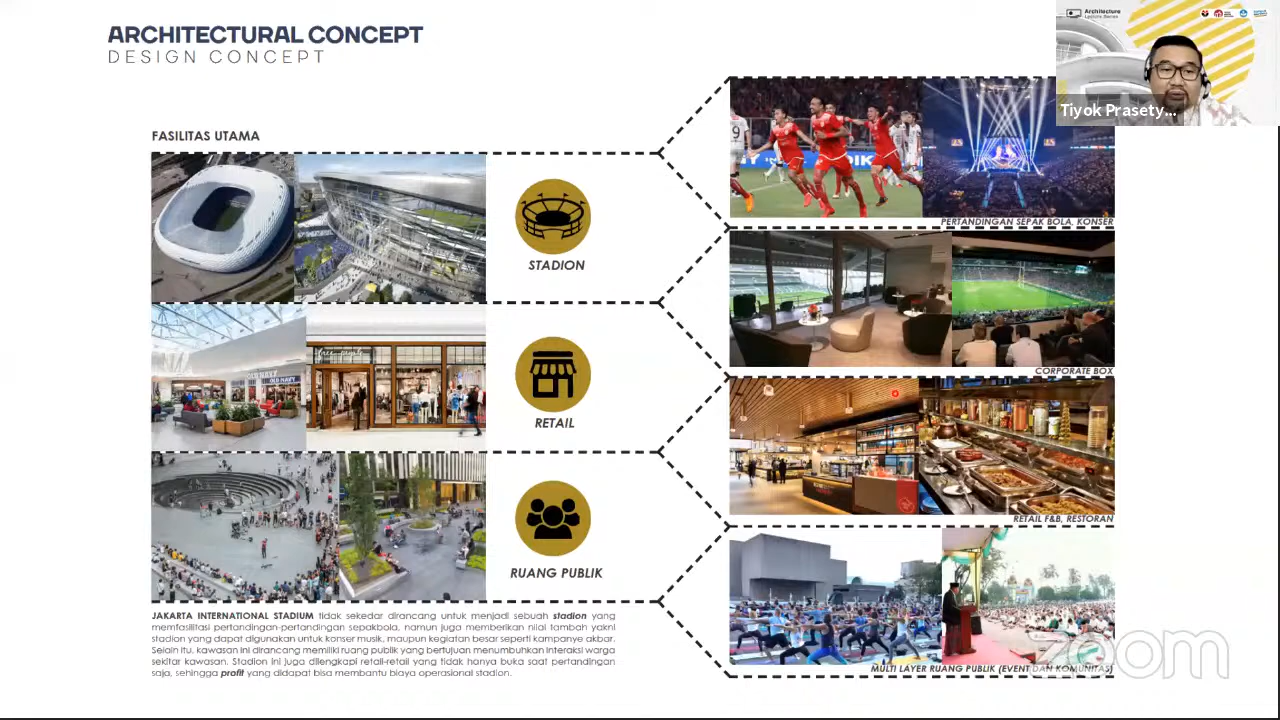 ARCHITECTURAL CONCEPT
DESIGN CONCEPT
Architecture
Tiyok Prasety...
FASILITAS UTAMA
STADION
RETAIL
RUANG PUBLIK
PERTANDINGAN SEPAK BOLA, KONSER
CORPORATE BOX
RETAIL F&B, RESTORAN
MULTI LAYER RUANG PUBLIK (EVENT DAN KOMUNITAS)
OLD NAVY
OLD NAVY
JAKARTA INTERNATIONAL STADIUM tidak sekedar dirancang untuk menjadi sebuah stadion yang
memfasilitasi pertandingan-pertandingan sepakbola, namun juga memberikan nilai tambah yakni
stadion yang dapat digunakan untuk konser musik, maupun kegiatan besar seperti kampanye akbar.
Selain itu, kawasan ini dirancang memiliki ruang publik yang bertujuan menumbuhkan interaksi warga
sekitar kawasan. Stadion ini juga dilengkapi retail-retail yang tidak hanya buka saat pertandingan
saja, sehingga profit yang didapat bisa membantu biaya operasional stadion.
zoom